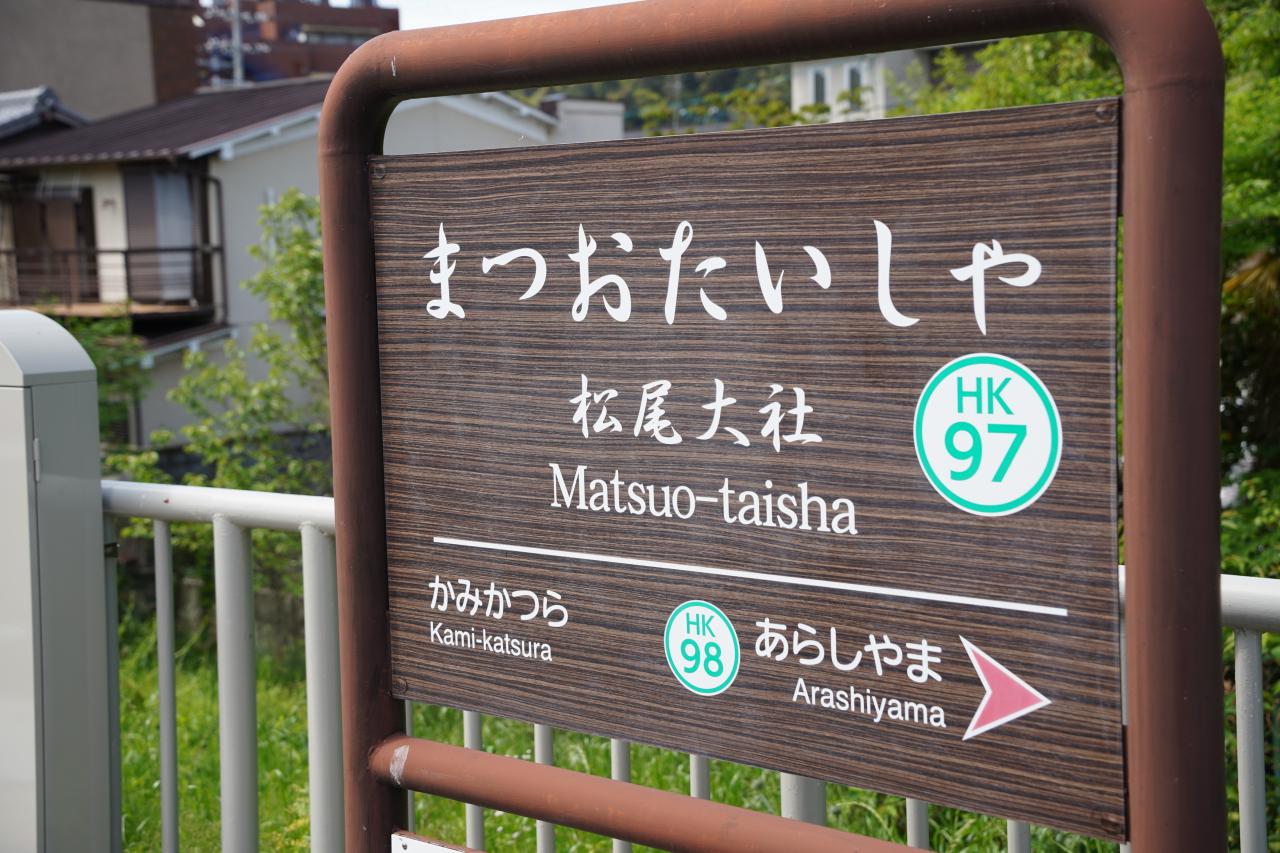 まつおたいしゃ
松尾大社
HK
97
Matsuo-taisha
かみかつら
Kami-katsura
HK
98
あらしやま
Arashiyama